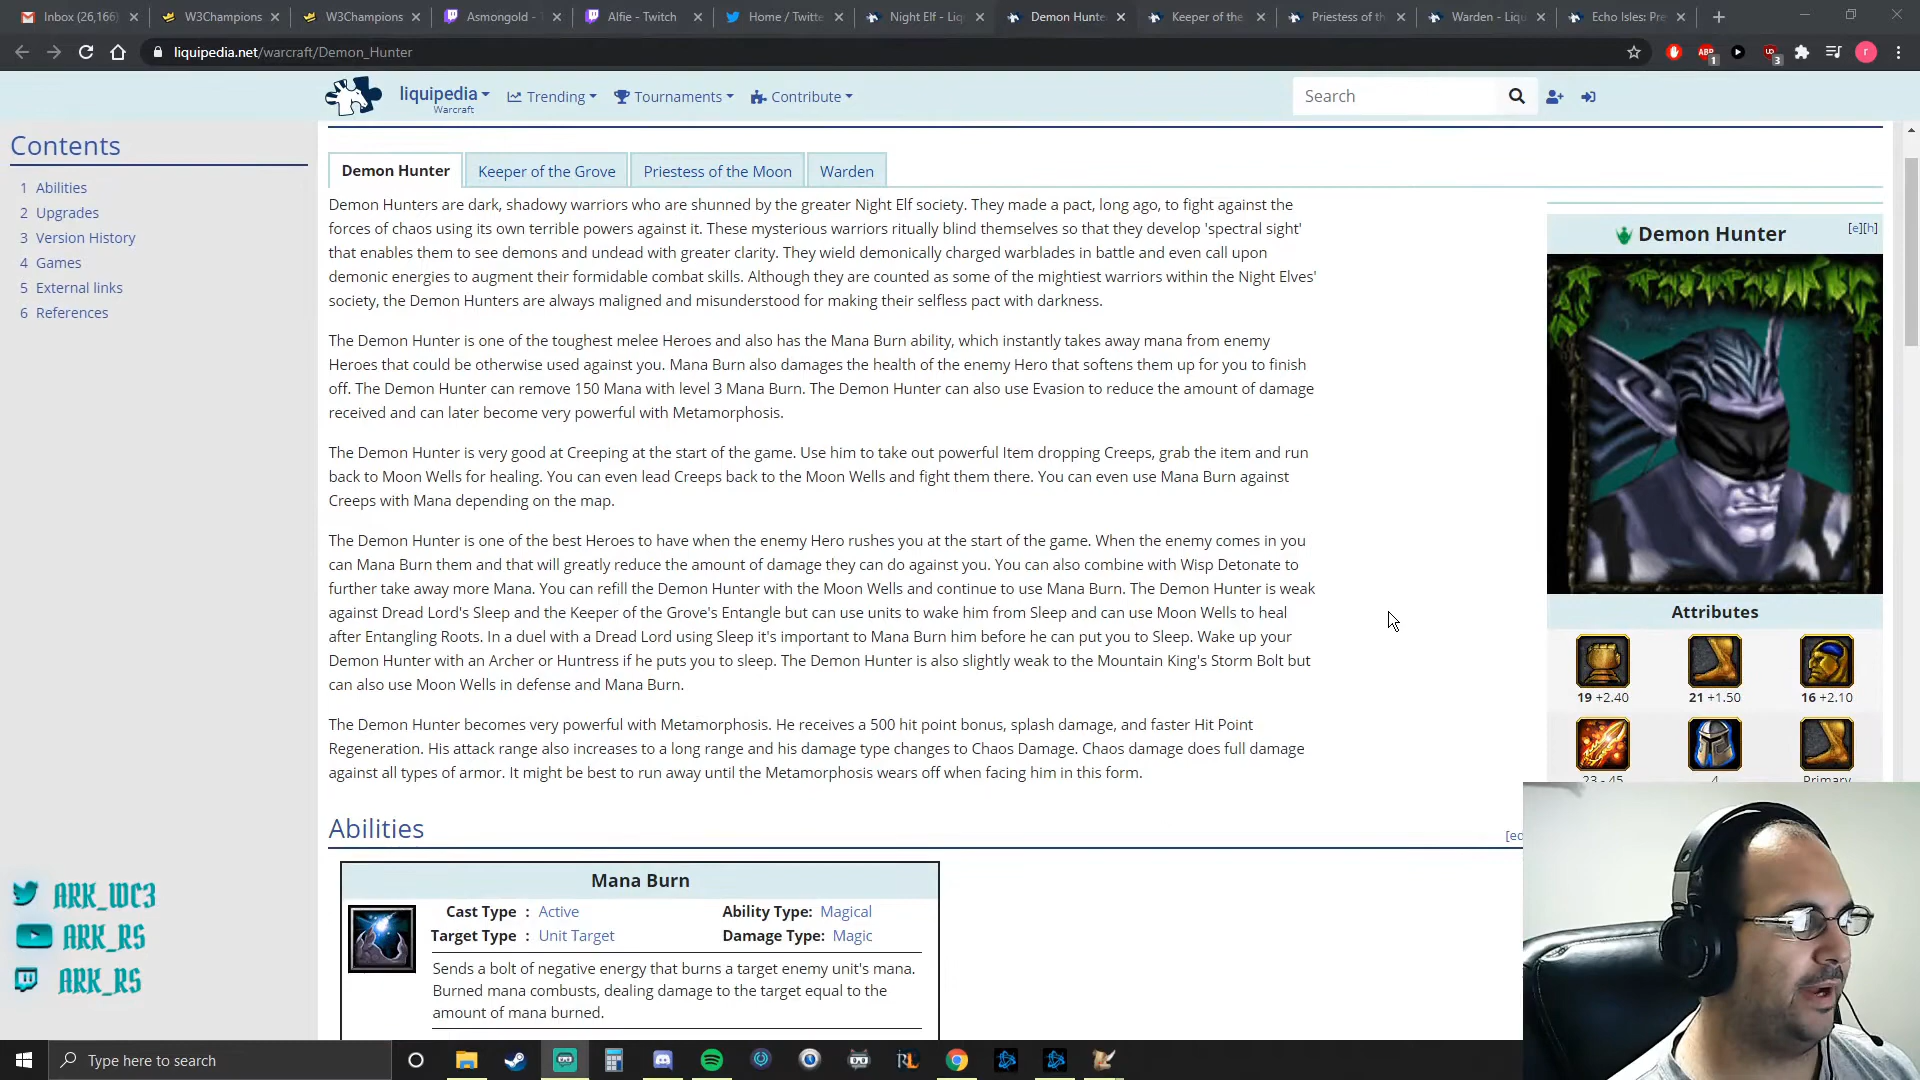 Inbox (26,166)
W3Champions
W3Champions
Asmongold -
Alfie - Twitch
Home / Twitte
Night Elf - Liq
Demon Hunte
Keeper of the
Priestess of th
Warden - Liqu
Echo Isles: Pre
liquipedia.net/warcraft/Demon_Hunter
ABP
1
3
r
liquipedia
Warcraft
Trending
Tournaments
Contribute
Search
Contents
1 Abilities
2 Upgrades
3 Version History
4 Games
5 External links
6 References
Demon Hunter
Keeper of the Grove
Priestess of the Moon
Warden
Demon Hunters are dark, shadowy warriors who are shunned by the greater Night Elf society. They made a pact, long ago, to fight against the
forces of chaos using its own terrible powers against it. These mysterious warriors ritually blind themselves so that they develop 'spectral sight'
that enables them to see demons and undead with greater clarity. They wield demonically charged warblades in battle and even call upon
demonic energies to augment their formidable combat skills. Although they are counted as some of the mightiest warriors within the Night Elves'
society, the Demon Hunters are always maligned and misunderstood for making their selfless pact with darkness.
The Demon Hunter is one of the toughest melee Heroes and also has the Mana Burn ability, which instantly takes away mana from enemy
Heroes that could be otherwise used against you. Mana Burn also damages the health of the enemy Hero that softens them up for you to finish
off. The Demon Hunter can remove 150 Mana with level 3 Mana Burn. The Demon Hunter can also use Evasion to reduce the amount of damage
received and can later become very powerful with Metamorphosis.
The Demon Hunter is very good at Creeping at the start of the game. Use him to take out powerful Item dropping Creeps, grab the item and run
back to Moon Wells for healing. You can even lead Creeps back to the Moon Wells and fight them there. You can even use Mana Burn against
Creeps with Mana depending on the map.
The Demon Hunter is one of the best Heroes to have when the enemy Hero rushes you at the start of the game. When the enemy comes in you
can Mana Burn them and that will greatly reduce the amount of damage they can do against you. You can also combine with Wisp Detonate to
further take away more Mana. You can refill the Demon Hunter with the Moon Wells and continue to use Mana Burn. The Demon Hunter is weak
against Dread Lord's Sleep and the Keeper of the Grove's Entangle but can use units to wake him from Sleep and can use Moon Wells to heal
after Entangling Roots. In a duel with a Dread Lord using Sleep it's important to Mana Burn him before he can put you to Sleep. Wake up your
Demon Hunter with an Archer or Huntress if he puts you to sleep. The Demon Hunter is also slightly weak to the Mountain King's Storm Bolt but
can also use Moon Wells in defense and Mana Burn.
The Demon Hunter becomes very powerful with Metamorphosis. He receives a 500 hit point bonus, splash damage, and faster Hit Point
Regeneration. His attack range also increases to a long range and his damage type changes to Chaos Damage. Chaos damage does full damage
against all types of armor. It might be best to run away until the Metamorphosis wears off when facing him in this form.
Demon Hunter
[e][h]
Attributes
19 +2.40
21 +1.50
16 +2.10
23 - 45
4
Primary
Abilities
[ed
Mana Burn
Cast Type : Active
Ability Type: Magical
Target Type : Unit Target
Damage Type: Magic
Sends a bolt of negative energy that burns a target enemy unit's mana.
Burned mana combusts, dealing damage to the target equal to the
amount of mana burned.
ARK_WC3
ARK_RS
ARK_RS
Type here to search